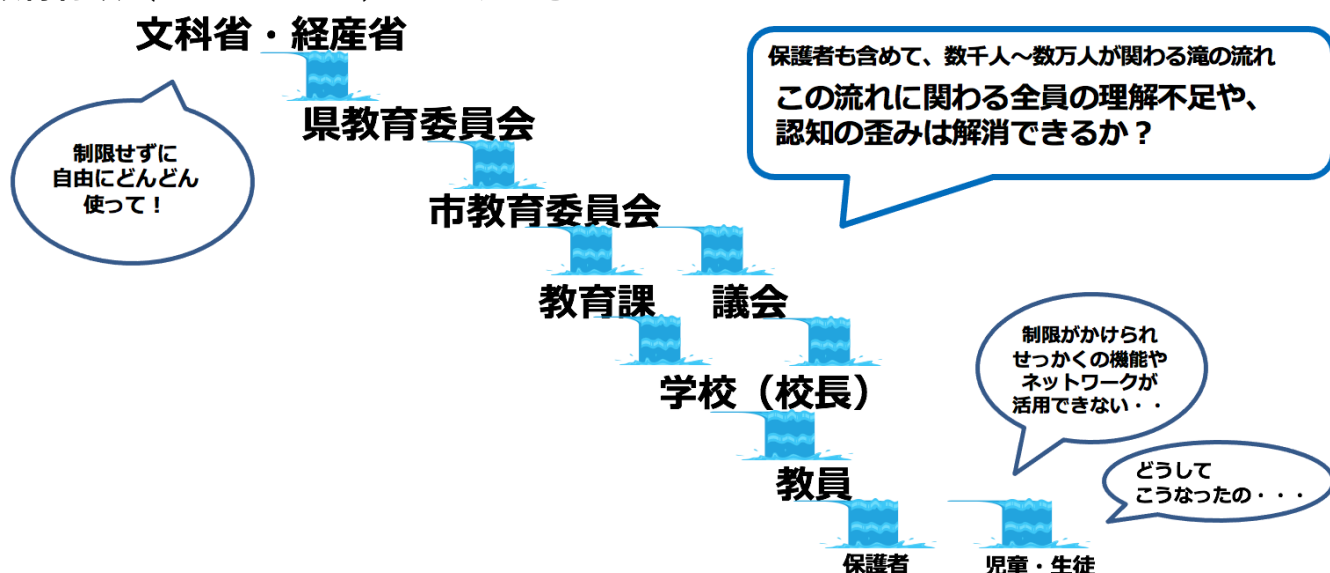 文科省・経産省
保護者も含めて、数千人～数万人が関わる滝の流れ
この流れに関わる全員の理解不足や、
認知の歪みは解消できるか？
制限せずに
自由にどんどん
使って！
県教育委員会
市教育委員会
教育課
議会
制限がかけられ
せっかくの機能や
ネットワークが
活用できない・・
学校（校長）
教員
どうして
こうなったの・・・
保護者
児童・生徒